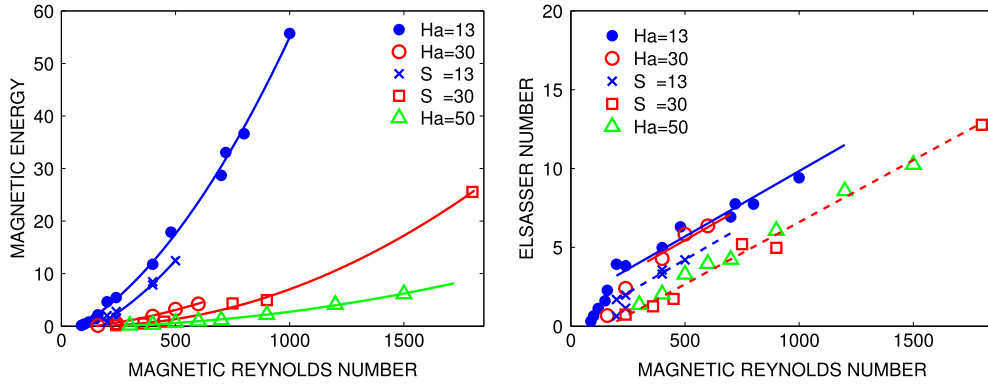 60
50
40
30
20
10
0
0
500
1000
1500
MAGNETIC ENERGY
MAGNETIC REYNOLDS NUMBER
Ha=13
Ha=30
S =13
S =30
Ha=50
20
15
10
5
0
0
500
1000
1500
ELSASSER NUMBER
MAGNETIC REYNOLDS NUMBER
Ha=13
Ha=30
S =13
S =30
Ha=50